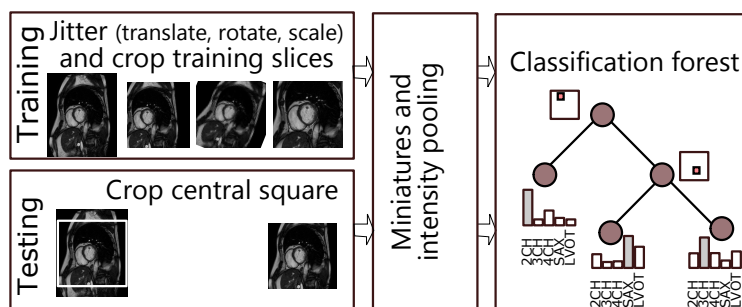 Training
Jitter (translate, rotate, scale)
and crop training slices
Testing
Crop central square
Miniatures and
intensity pooling
Classification forest
2CH
3CH
4CH
SAX
LVOT
2CH
3CH
4CH
SAX
LVOT
2CH
3CH
4CH
SAX
LVOT